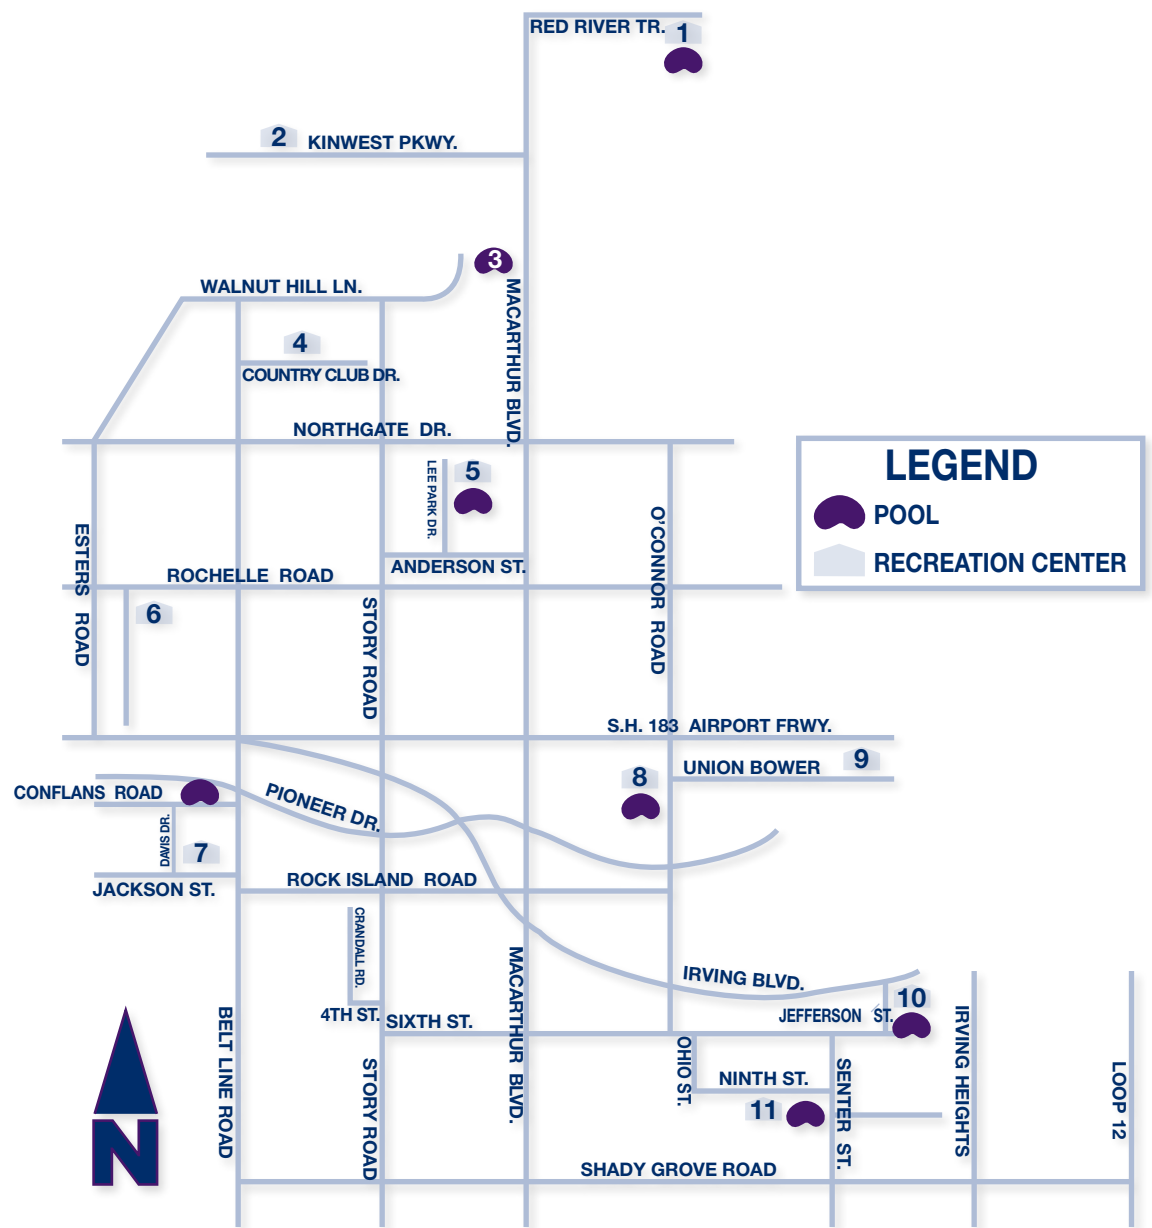 RED RIVER TR.
1
2
KINWEST PKWY.
3
WALNUT HILL LN.
MACARTHUR BLVD.
4
COUNTRY CLUB DR.
NORTHGATE DR.
LEE PARK DR.
5
LEGEND
POOL
RECREATION CENTER
ESTERS ROAD
O'CONNOR ROAD
ANDERSON ST.
ROCHELLE ROAD
6
STORY ROAD
S.H. 183 AIRPORT FRWY.
UNION BOWER
9
8
CONFLANS ROAD
PIONEER DR.
DAVIS DR.
7
JACKSON ST.
ROCK ISLAND ROAD
CRANDALL RD.
MACARTHUR BLVD.
IRVING BLVD.
10
JEFFERSON ST.
4TH ST.
SIXTH ST.
BELT LINE ROAD
STORY ROAD
OHIO ST.
NINTH ST.
SENTER ST.
IRVING HEIGHTS
LOOP 12
11
N
SHADY GROVE ROAD